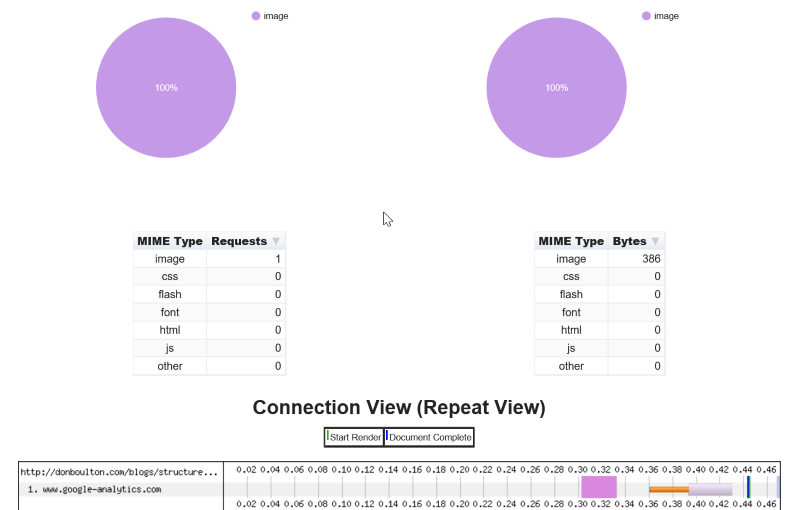 image image
100% 100%
MIME Type Requests ▼ MIME Type Bytes ▼
image 1 image 386
css 0 css 0
flash 0 flash 0
font 0 font 0
html 0 html 0
js 0 js 0
other 0 other 0
Connection View (Repeat View)
Start Render Document Complete
http://donboulton.com/blogs/structure... 0.02 0.04 0.06 0.08 0.10 0.12 0.14 0.16 0.18 0.20 0.22 0.24 0.26 0.28 0.30 0.32 0.34 0.36 0.38 0.40 0.42 0.44 0.46
1. www.google-analytics.com
0.02 0.04 0.06 0.08 0.10 0.12 0.14 0.16 0.18 0.20 0.22 0.24 0.26 0.28 0.30 0.32 0.34 0.36 0.38 0.40 0.42 0.44 0.46